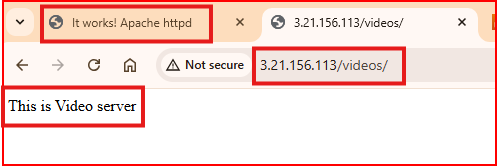 It works! Apache httpd
3.21.156.113/videos/
Not secure
3.21.156.113/videos/
This is Video server